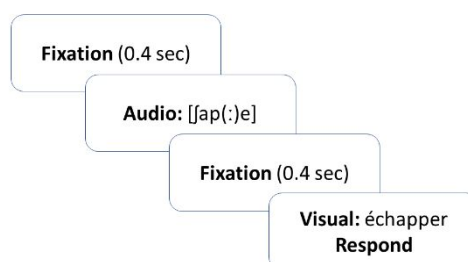 Fixation (0.4 sec)
Audio: [ʃap(ː)e]
Fixation (0.4 sec)
Visual: échapper
Respond